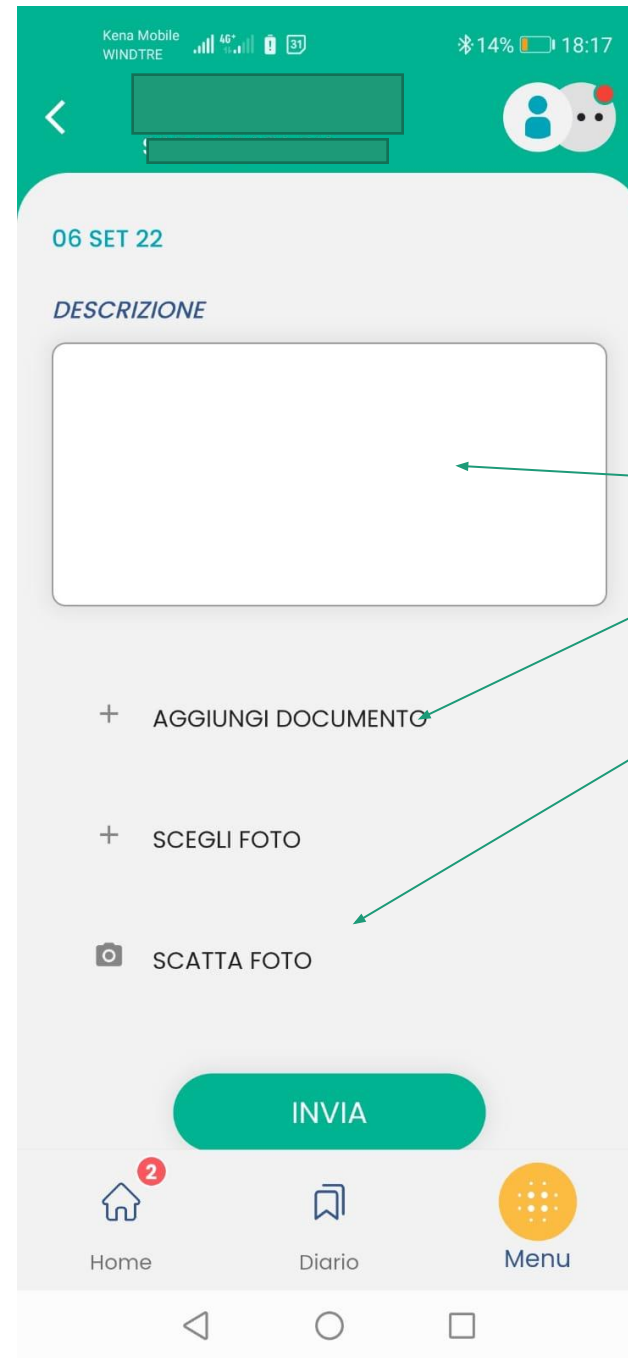 Kena Mobile
WINDTRE 14% 18:17
06 SET 22
DESCRIZIONE
+ AGGIUNGI DOCUMENTO
+ SCEGLI FOTO
SCATTA FOTO
INVIA
2
Home Diario Menu